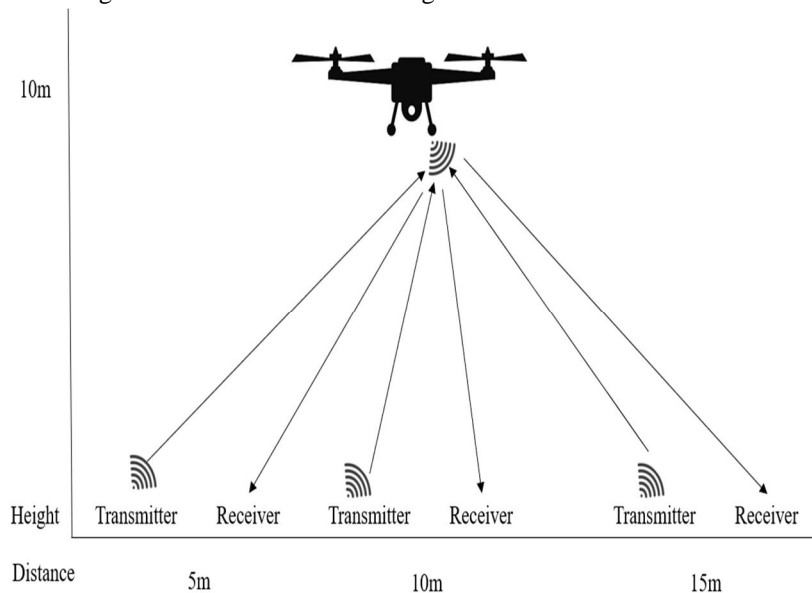 10m
Height Transmitter Receiver Transmitter Receiver Transmitter Receiver
Distance 5m 10m 15m